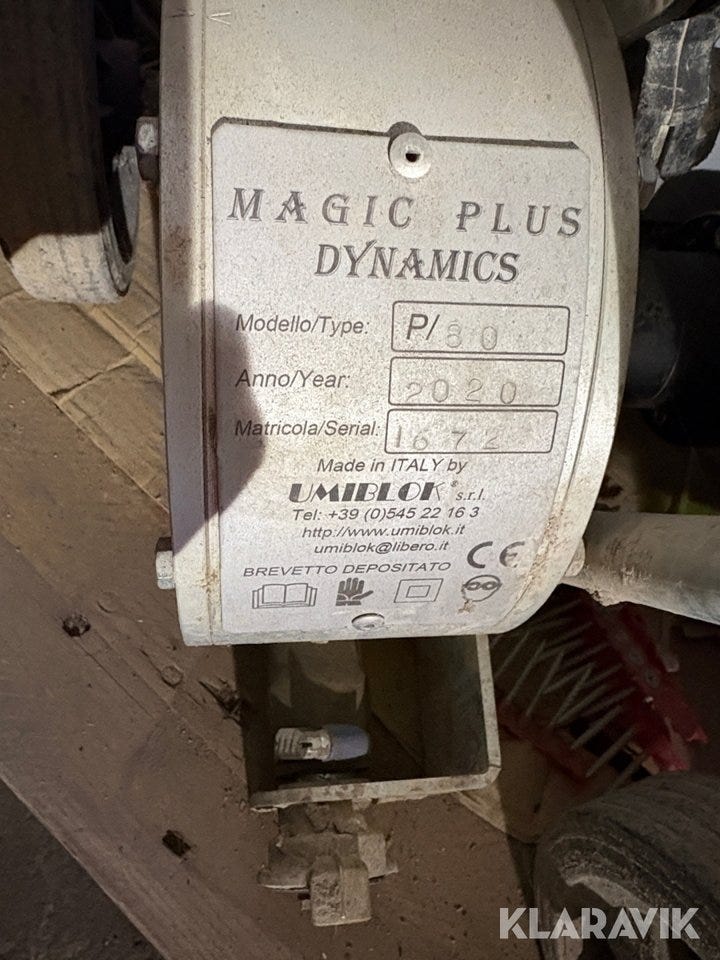 MAGIC PLUS
DYNAMICS
Modello/Type: P/80
Anno/Year: 2020
Matricola/Serial: 1672
Made in ITALY by
UMIBLOK ® s.r.l.
Tel: +39 (0)545 22 16 3
http://www.umiblok.it
umiblok@libero.it
BREVETTO DEPOSITATO CE
KLARAVIK